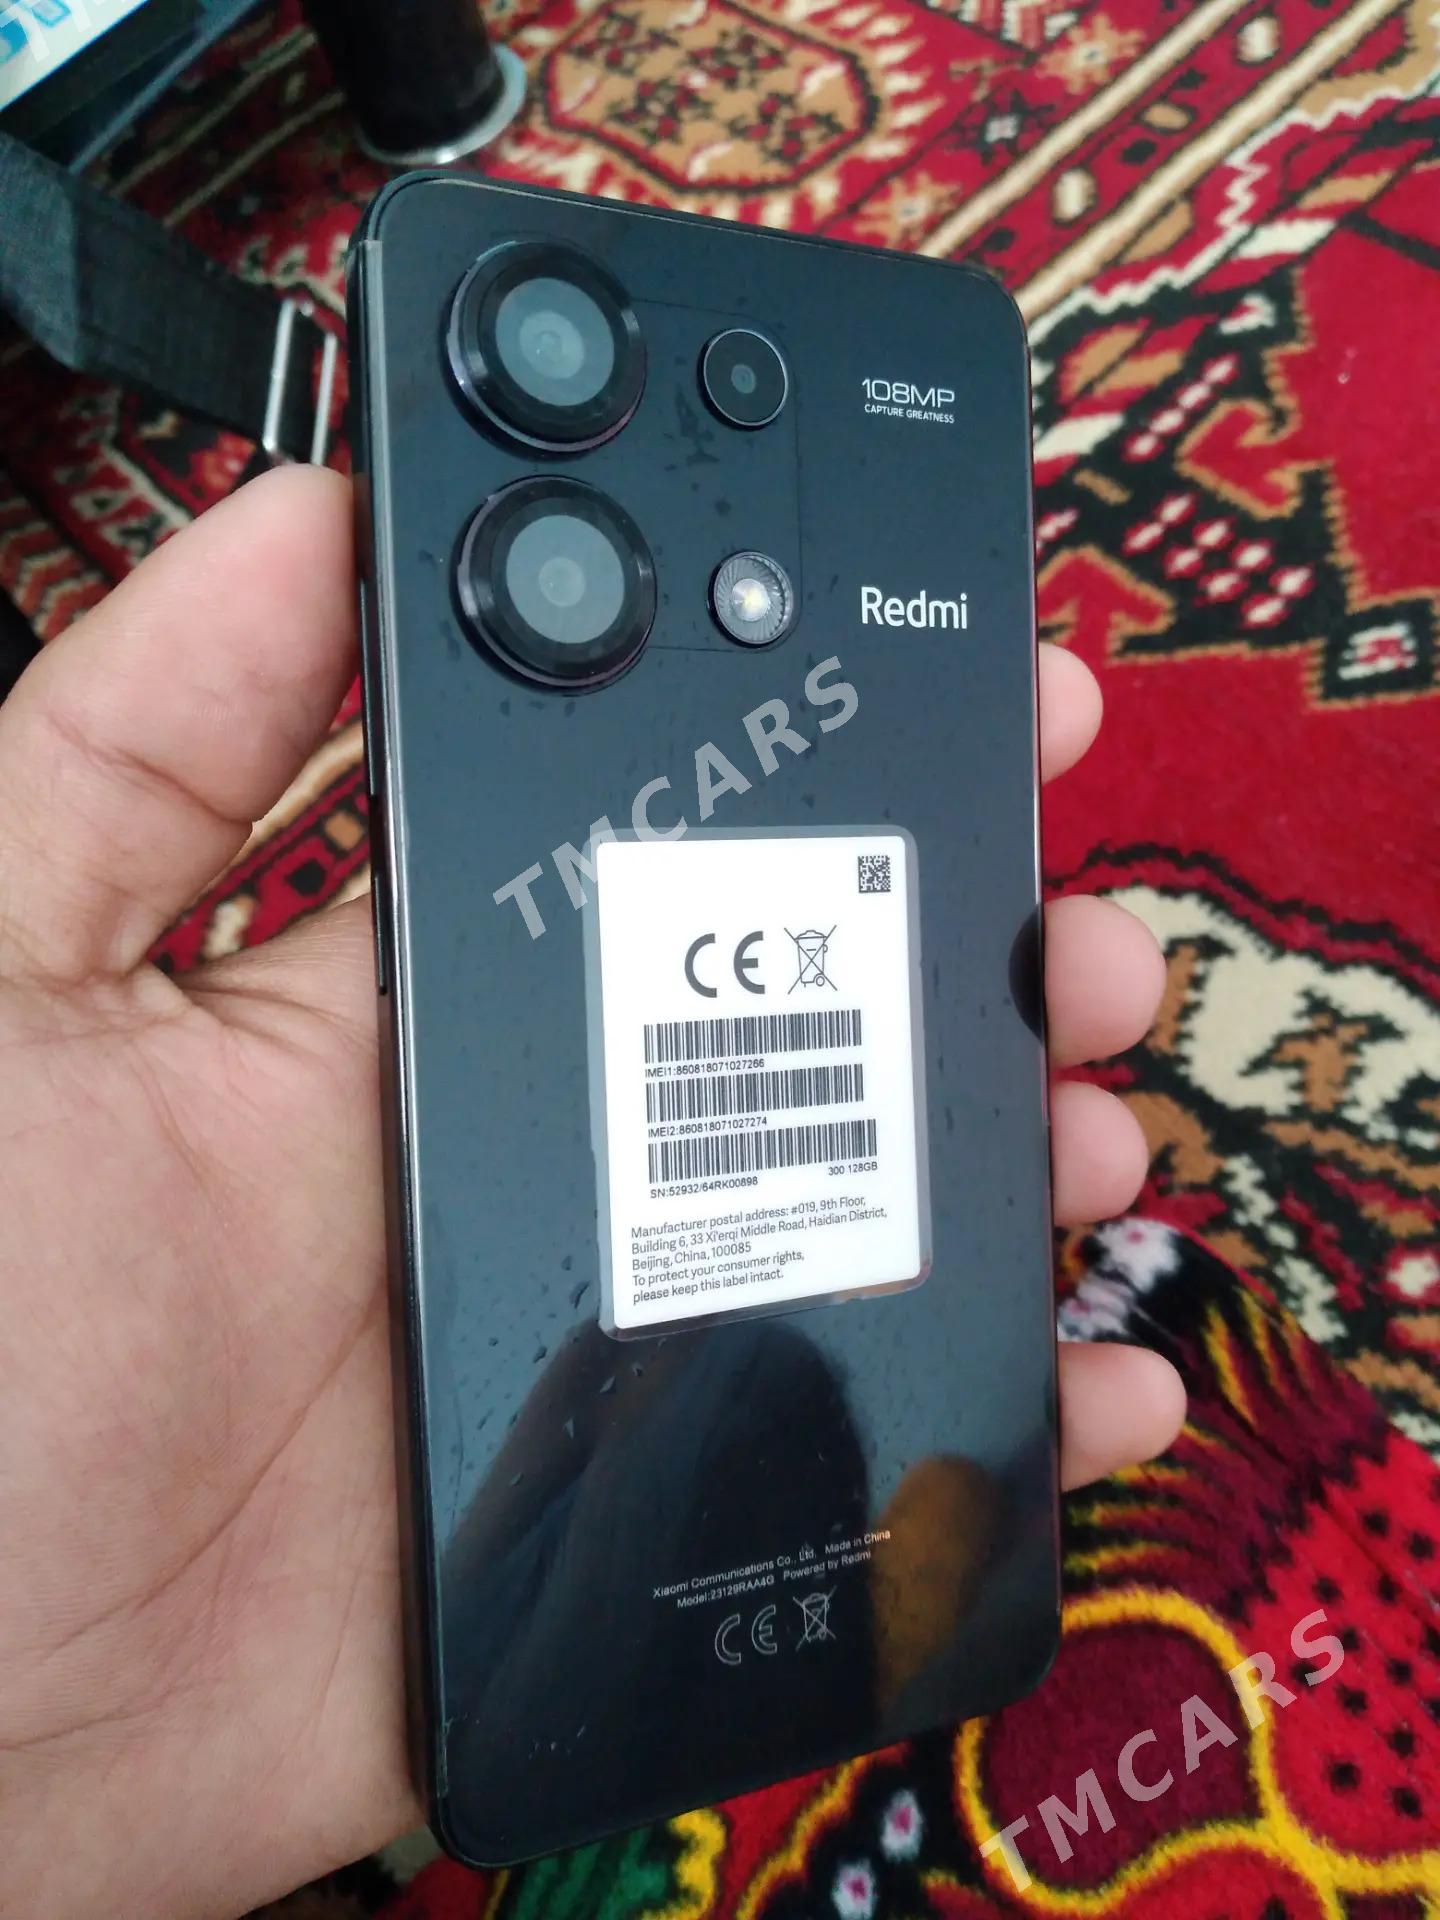 108MP
CAPTURE GREATNESS
Redmi
TMCARS
CE
IMEI1:860818071027266
IMEI2:860818071027274
300 128GB
SN:52932/64RK00898
Manufacturer postal address: #019, 9th Floor,
Building 6, 33 Xi'erqi Middle Road, Haidian District,
Beijing, China, 100085
To protect your consumer rights,
please keep this label intact.
Xiaomi Communications Co., Ltd. Made in China
Model:23129RAA4G Powered by Redmi
CE
TMCARS